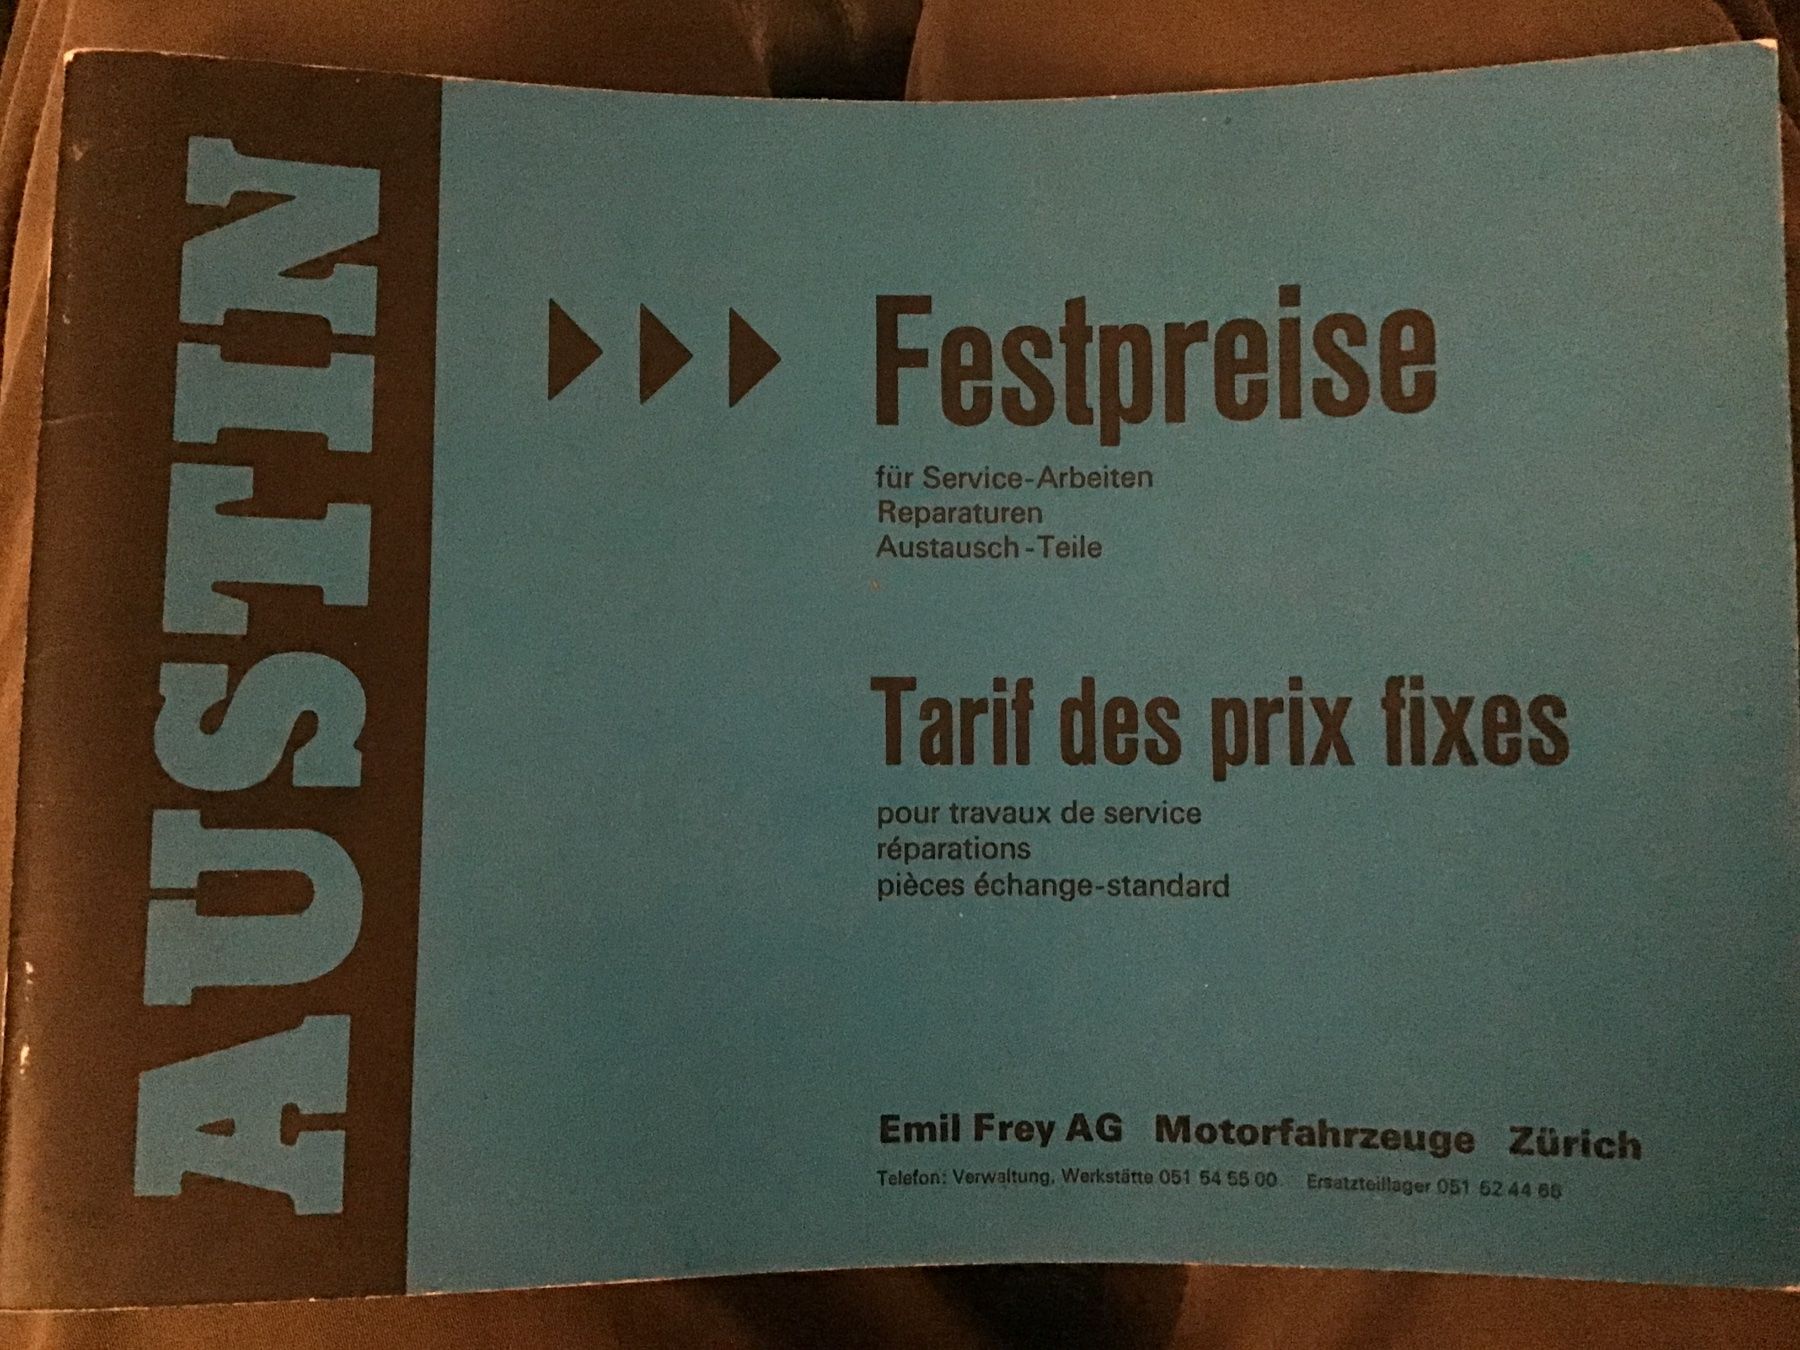 AUSTIN
Festpreise
für Service-Arbeiten
Reparaturen
Austausch-Teile
Tarif des prix fixes
pour travaux de service
réparations
pièces échange-standard
Emil Frey AG Motorfahrzeuge Zürich
Telefon: Verwaltung, Werkstätte 051 54 55 00 Ersatzteillager 051 52 44